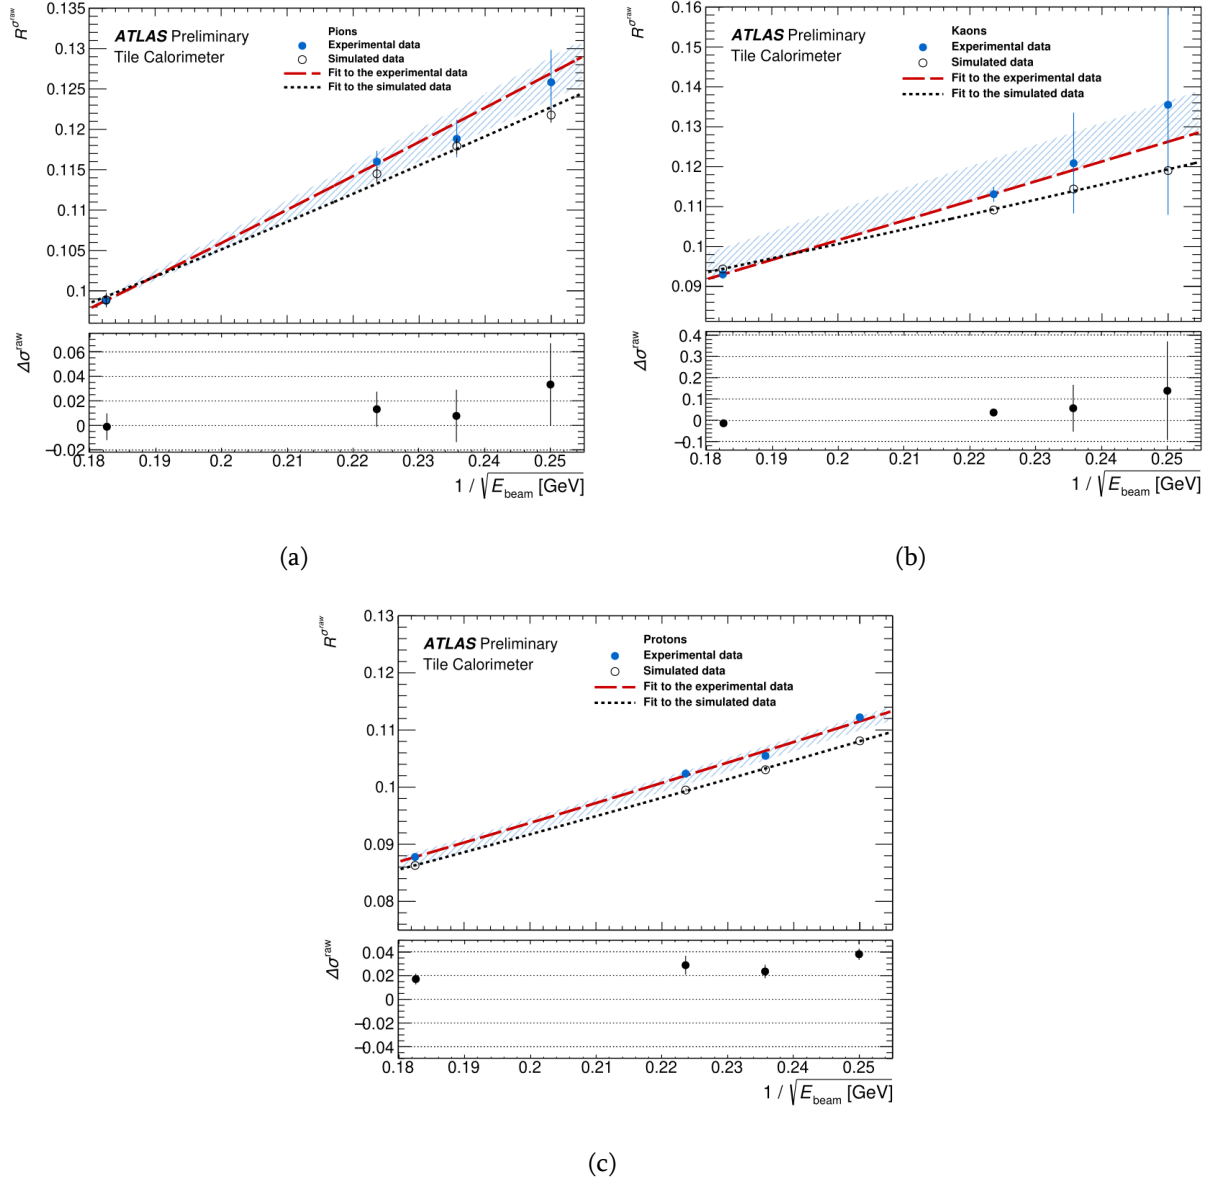 0.135
R^σ^raw
ATLAS Preliminary
Tile Calorimeter
Pions
Experimental data
Simulated data
Fit to the experimental data
Fit to the simulated data
0.13
0.125
0.12
0.115
0.11
0.105
0.1
Δσ^raw
0.06
0.04
0.02
0
−0.02
0.18 0.19 0.2 0.21 0.22 0.23 0.24 0.25
1 / √E_beam [GeV]
(a)
0.16
R^σ^raw
ATLAS Preliminary
Tile Calorimeter
Kaons
Experimental data
Simulated data
Fit to the experimental data
Fit to the simulated data
0.15
0.14
0.13
0.12
0.11
0.1
0.09
Δσ^raw
0.4
0.3
0.2
0.1
0
−0.1
0.18 0.19 0.2 0.21 0.22 0.23 0.24 0.25
1 / √E_beam [GeV]
(b)
0.13
R^σ^raw
ATLAS Preliminary
Tile Calorimeter
Protons
Experimental data
Simulated data
Fit to the experimental data
Fit to the simulated data
0.12
0.11
0.1
0.09
0.08
Δσ^raw
0.04
0.02
0
−0.02
−0.04
0.18 0.19 0.2 0.21 0.22 0.23 0.24 0.25
1 / √E_beam [GeV]
(c)